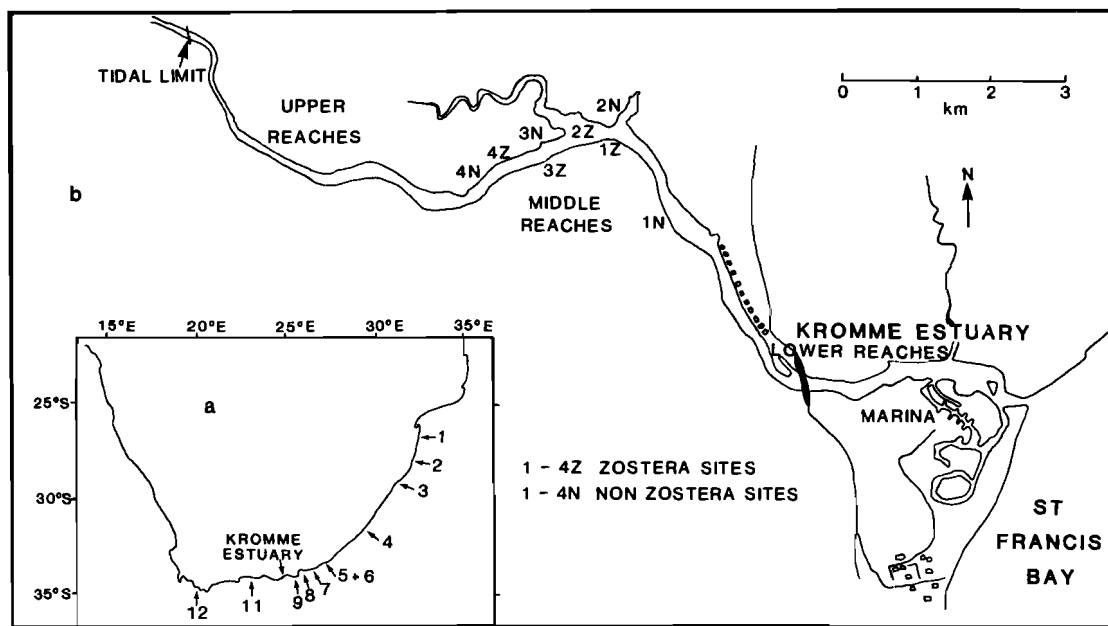 TIDAL LIMIT
UPPER
REACHES
b
2N
3N
2Z
4Z
1Z
4N
3Z
MIDDLE
REACHES
1N
0 1 2 3
km
N
KROMME ESTUARY
LOWER REACHES
MARINA
1 - 4Z ZOSTERA SITES
1 - 4N NON ZOSTERA SITES
ST
FRANCIS
BAY
15°E 20°E 25°E 30°E 35°E
25°S
30°S
35°S
a
1
2
3
4
KROMME
ESTUARY
5 + 6
7
8
9
11
12